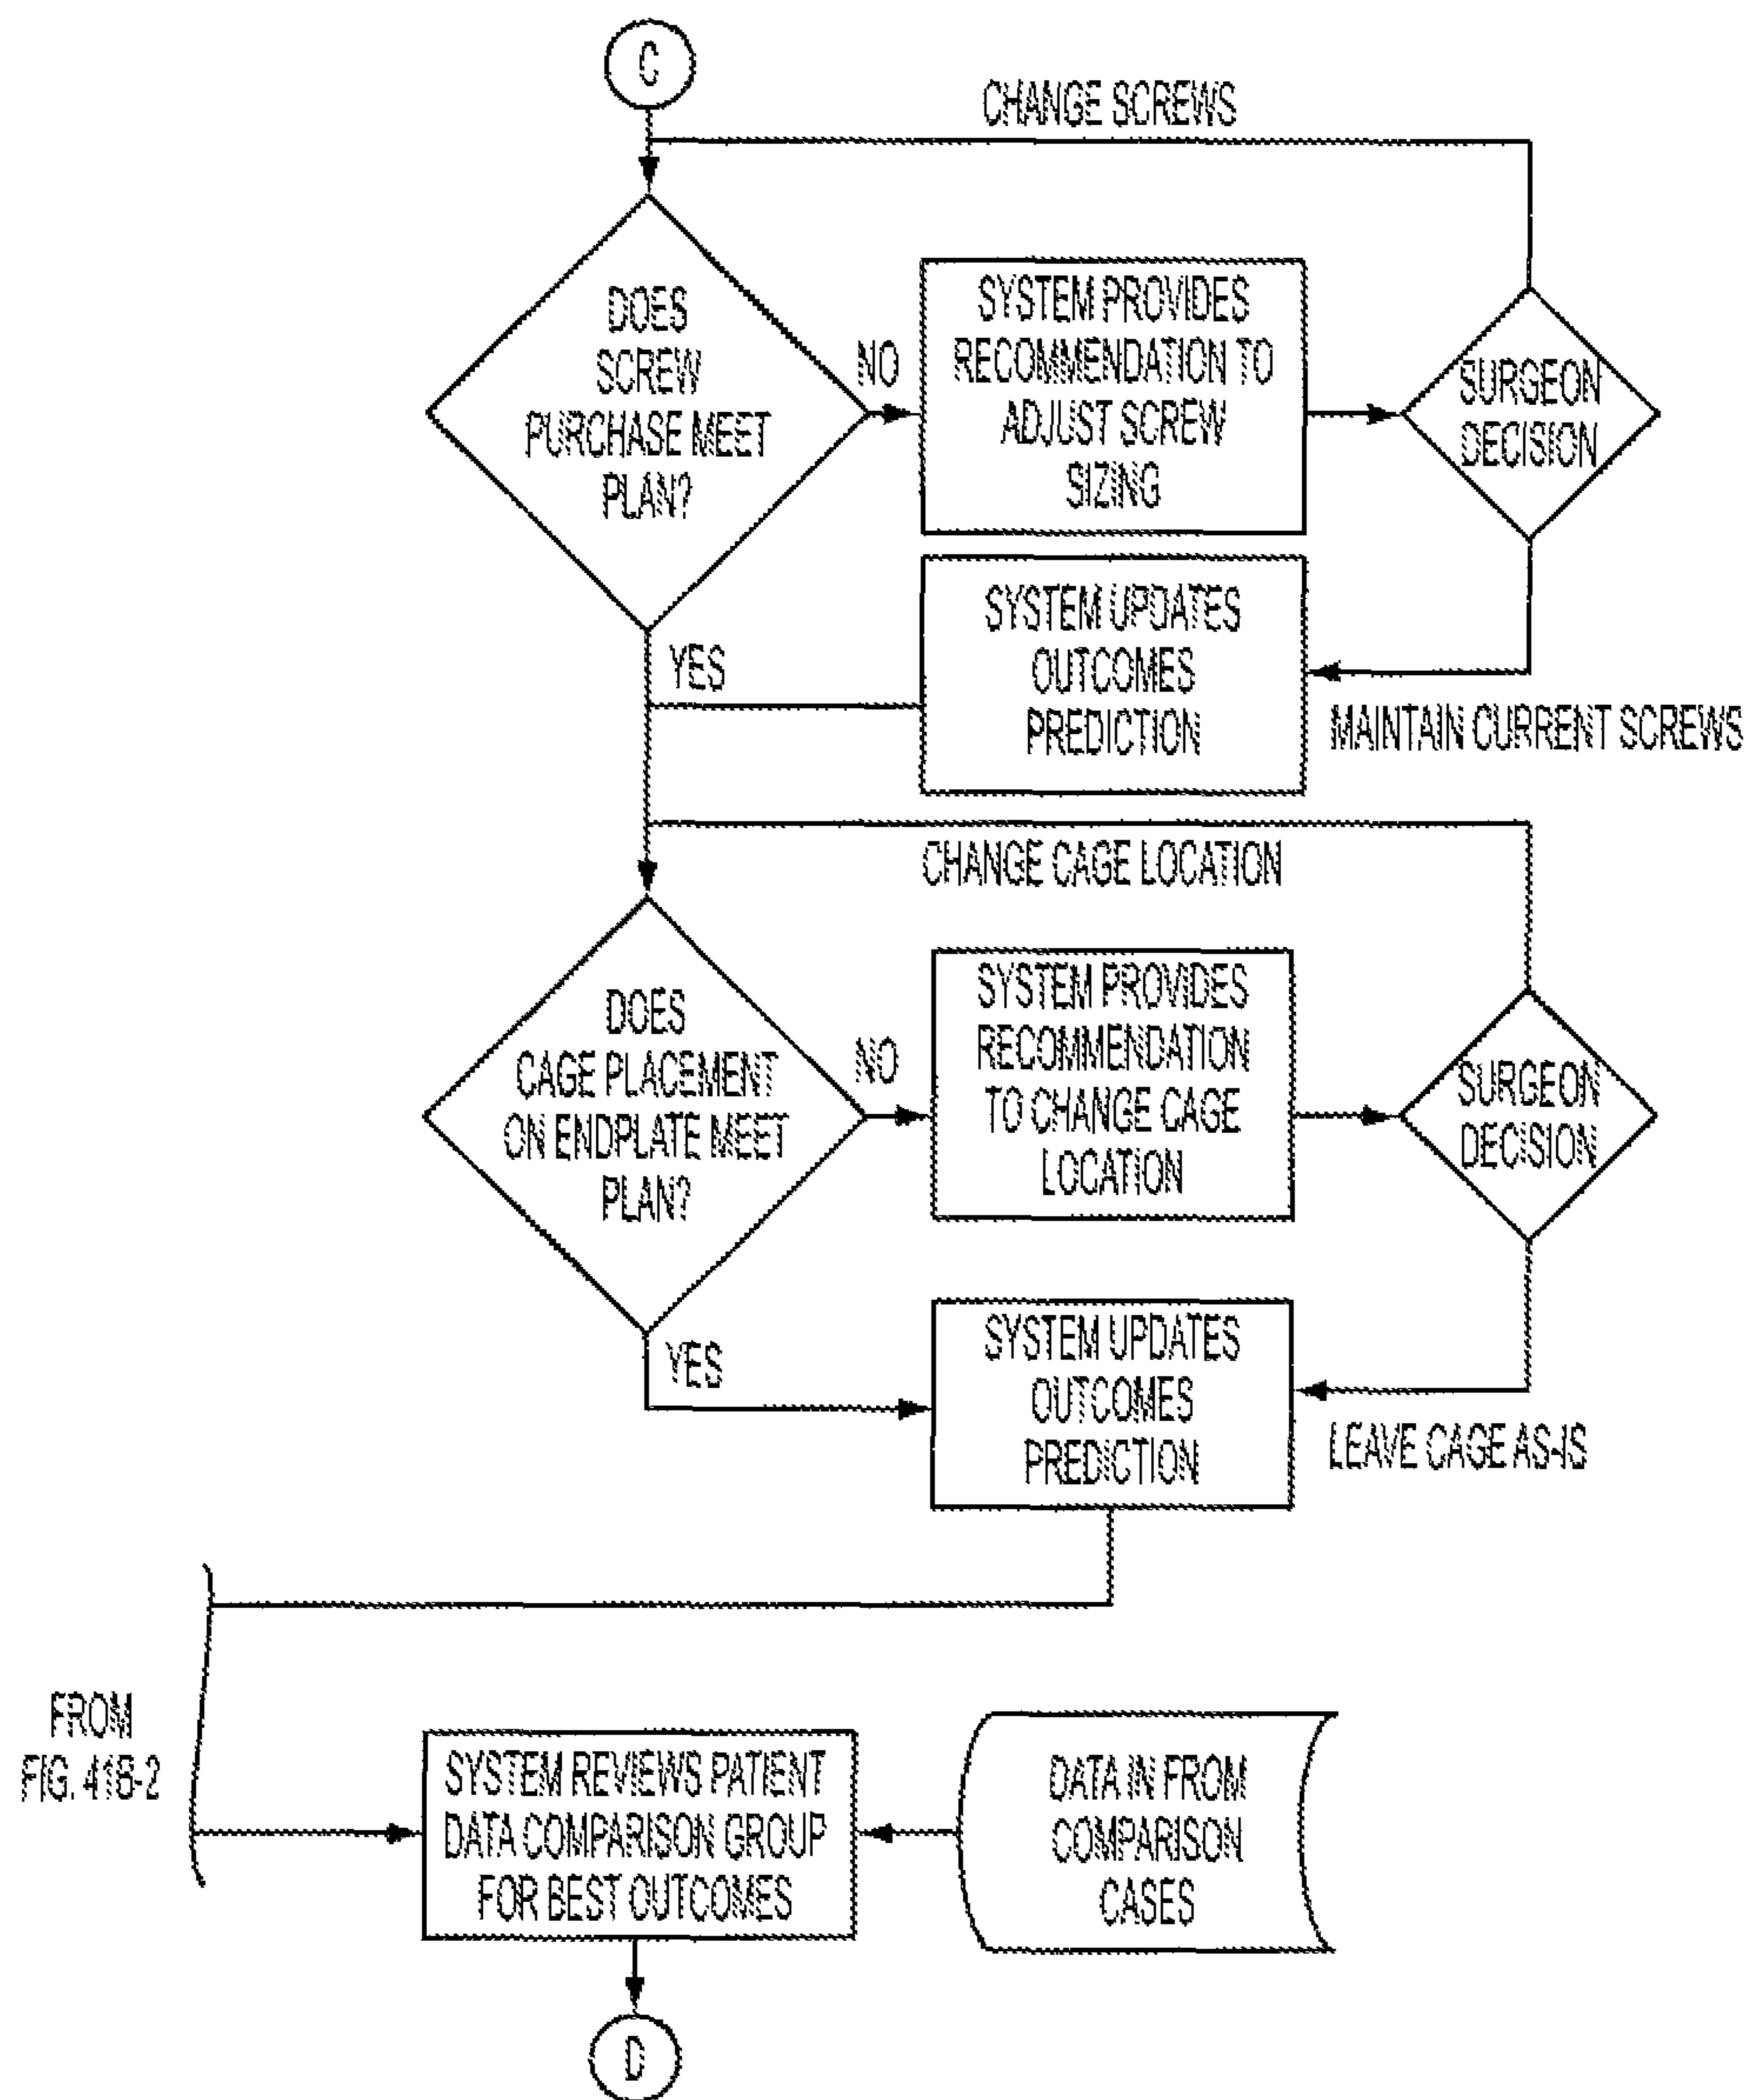 C
CHANGE SCREWS
DOES
SCREW
PURCHASE MEET
PLAN?
NO
SYSTEM PROVIDES
RECOMMENDATION TO
ADJUST SCREW
SIZING
SURGEON
DECISION
YES
SYSTEM UPDATES
OUTCOMES
PREDICTION
MAINTAIN CURRENT SCREWS
CHANGE CAGE LOCATION
DOES
CAGE PLACEMENT
ON ENDPLATE MEET
PLAN?
NO
SYSTEM PROVIDES
RECOMMENDATION
TO CHANGE CAGE
LOCATION
SURGEON
DECISION
YES
SYSTEM UPDATES
OUTCOMES
PREDICTION
LEAVE CAGE AS-IS
FROM
FIG. 41B-2
SYSTEM REVIEWS PATIENT
DATA COMPARISON GROUP
FOR BEST OUTCOMES
DATA IN FROM
COMPARISON
CASES
D